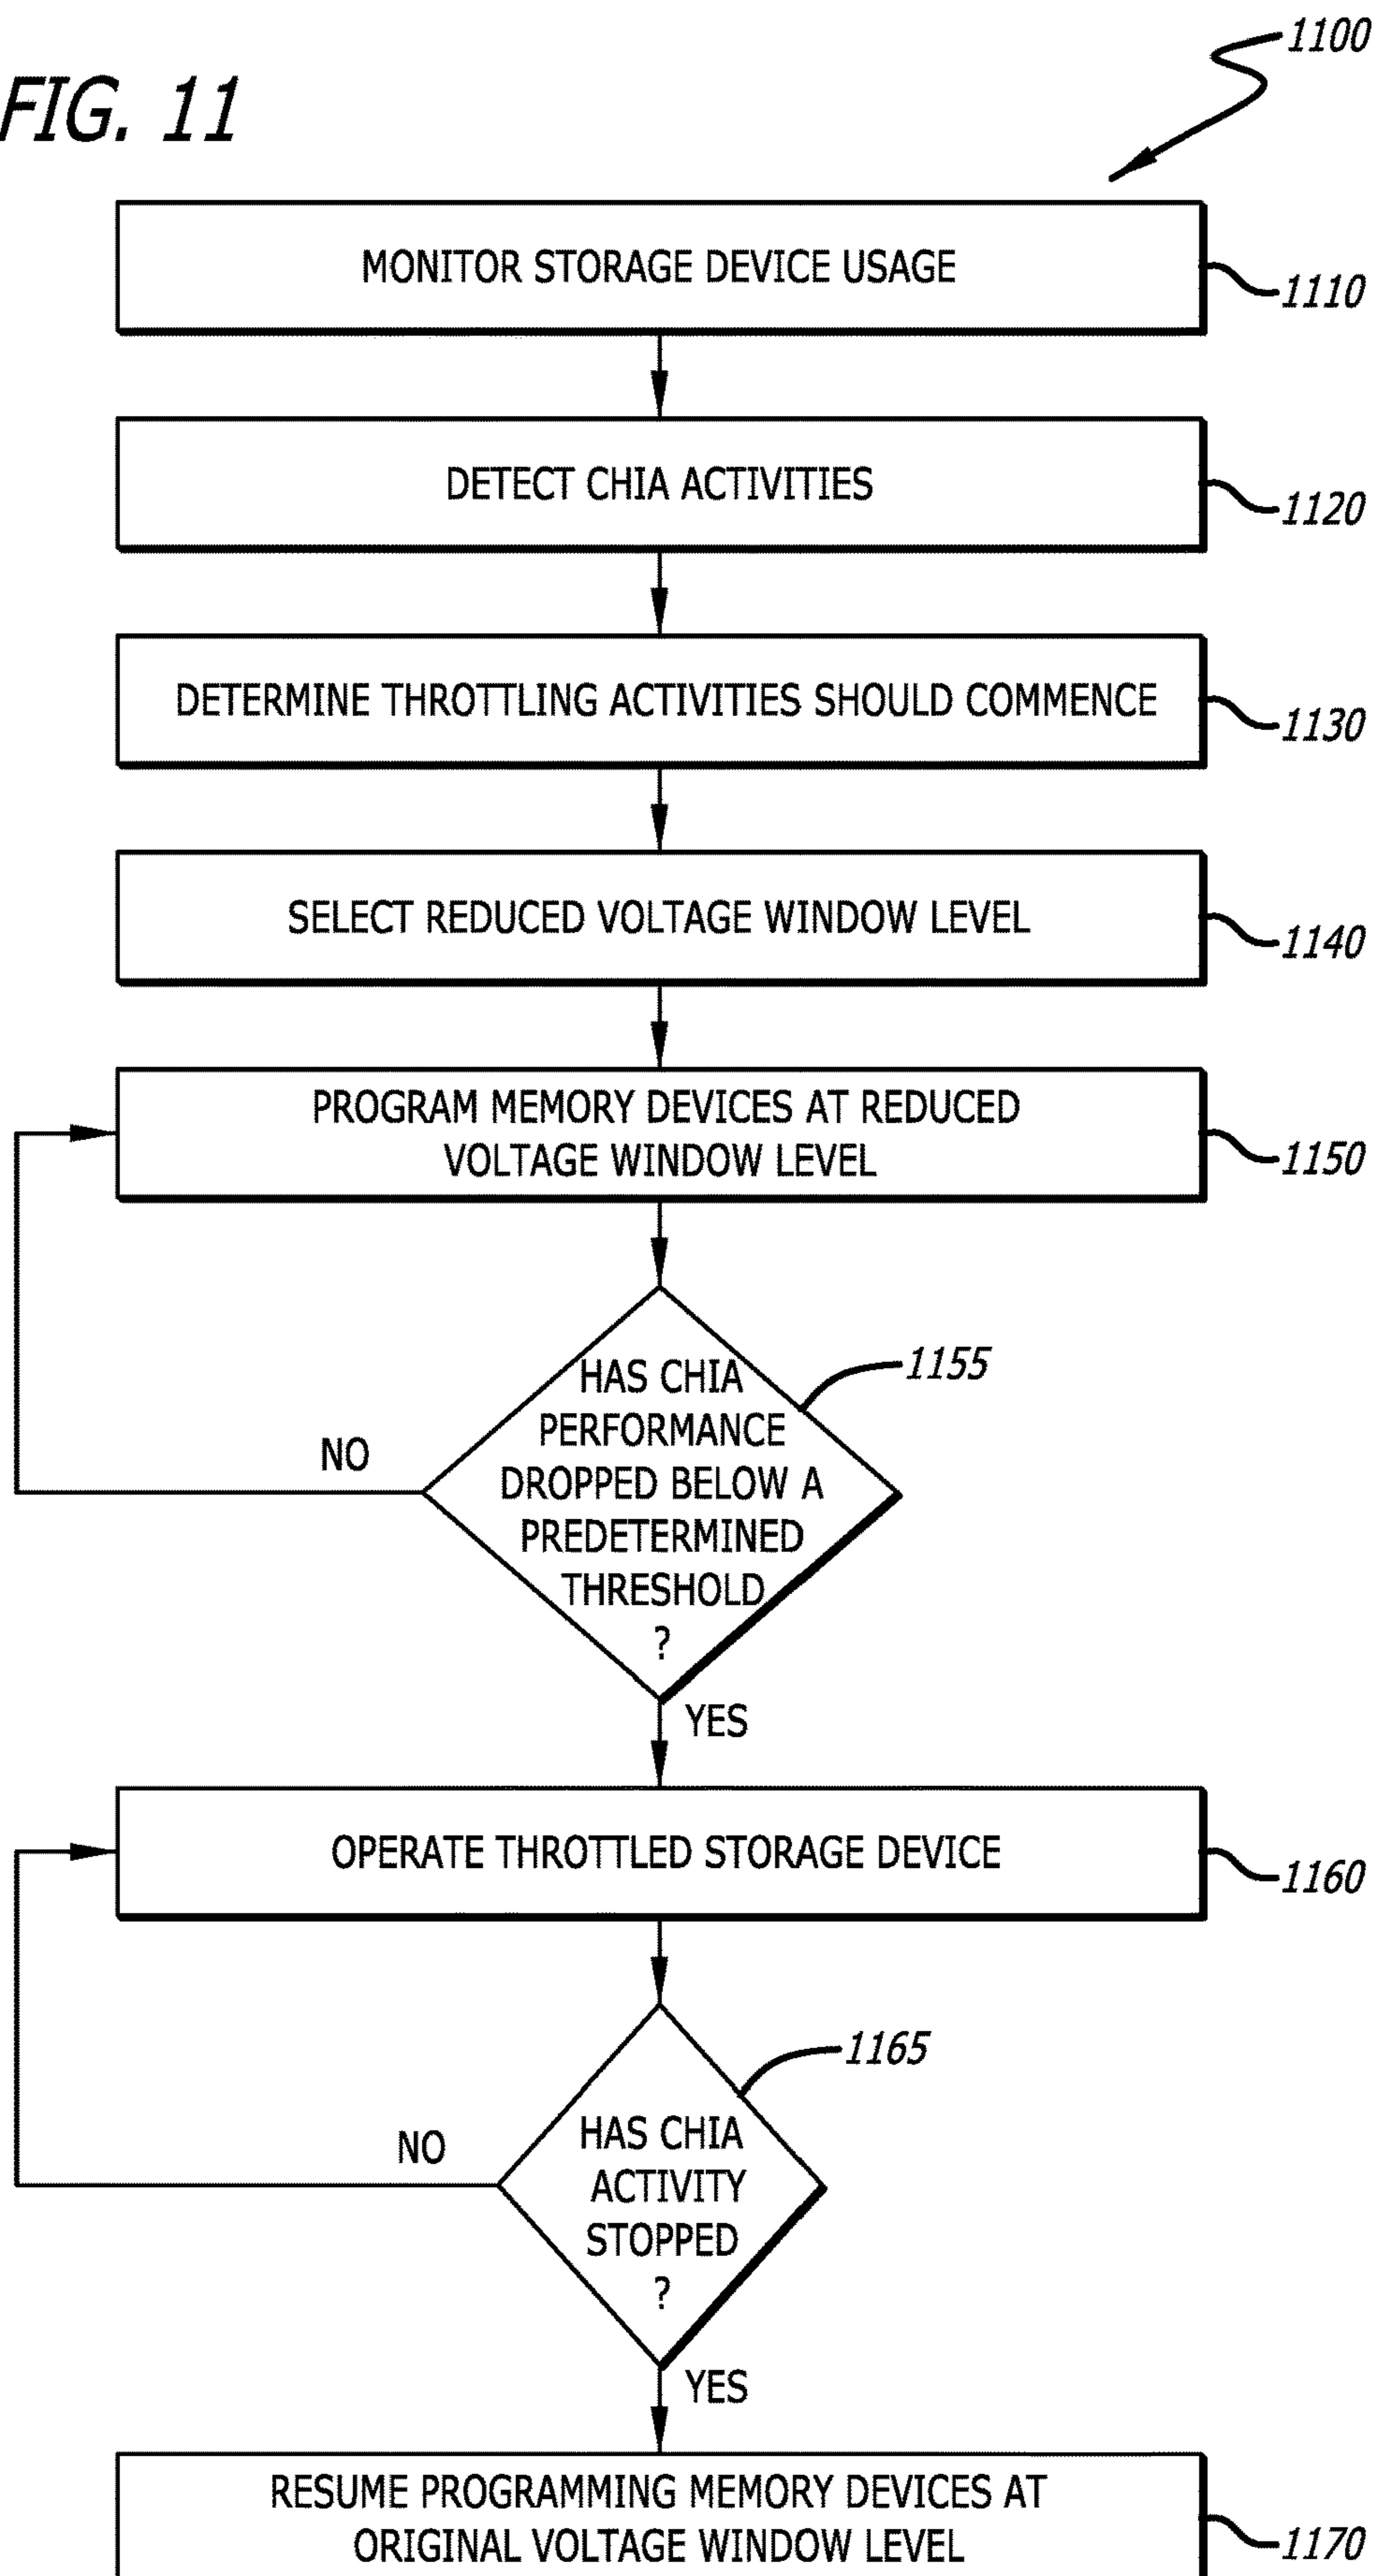 1100
FIG. 11
MONITOR STORAGE DEVICE USAGE
1110
DETECT CHIA ACTIVITIES
1120
DETERMINE THROTTLING ACTIVITIES SHOULD COMMENCE
1130
SELECT REDUCED VOLTAGE WINDOW LEVEL
1140
PROGRAM MEMORY DEVICES AT REDUCED
VOLTAGE WINDOW LEVEL
1150
HAS CHIA
PERFORMANCE
DROPPED BELOW A
PREDETERMINED
THRESHOLD
?
1155
NO
YES
OPERATE THROTTLED STORAGE DEVICE
1160
HAS CHIA
ACTIVITY
STOPPED
?
1165
NO
YES
RESUME PROGRAMMING MEMORY DEVICES AT
ORIGINAL VOLTAGE WINDOW LEVEL
1170